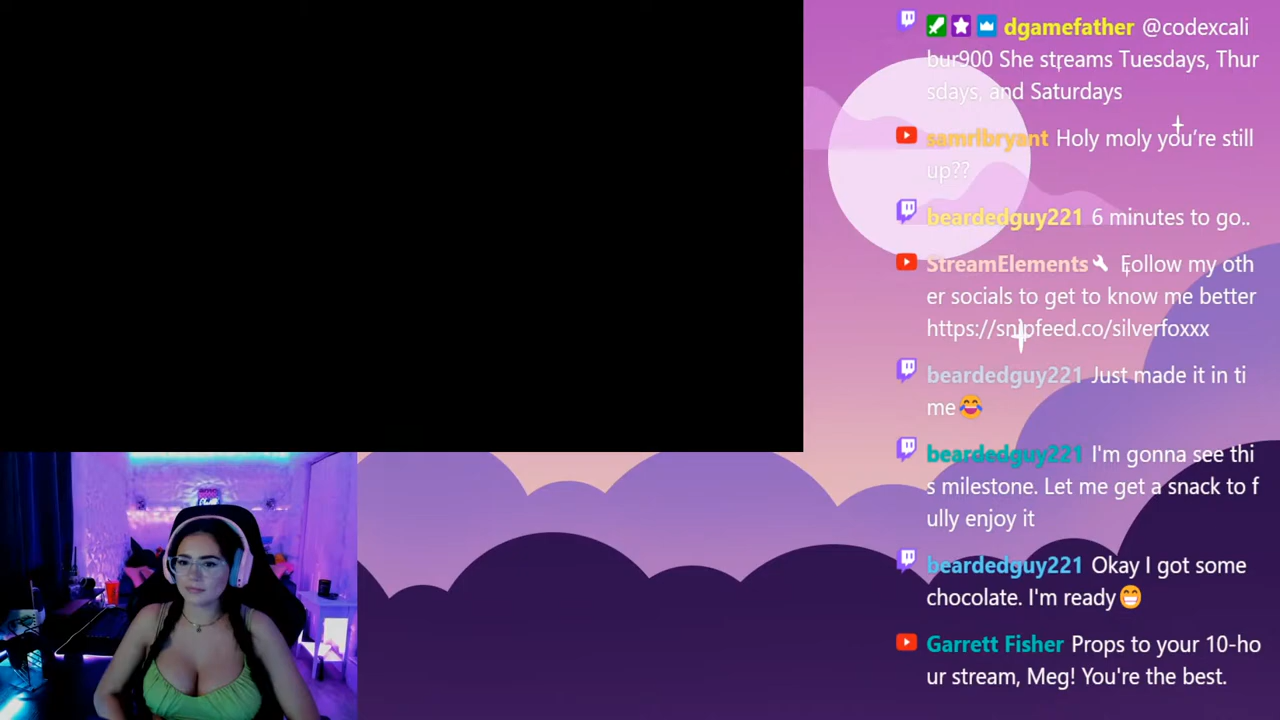 dgamefather @codexcali
bur900 She streams Tuesdays, Thur
sdays, and Saturdays
samrlbryant Holy moly you’re still
up??
beardedguy221 6 minutes to go..
StreamElements Follow my oth
er socials to get to know me better
https://snipfeed.co/silverfoxxx
beardedguy221 Just made it in ti
me😂
beardedguy221 I'm gonna see thi
s milestone. Let me get a snack to f
ully enjoy it
beardedguy221 Okay I got some
chocolate. I'm ready😁
Garrett Fisher Props to your 10-ho
ur stream, Meg! You're the best.